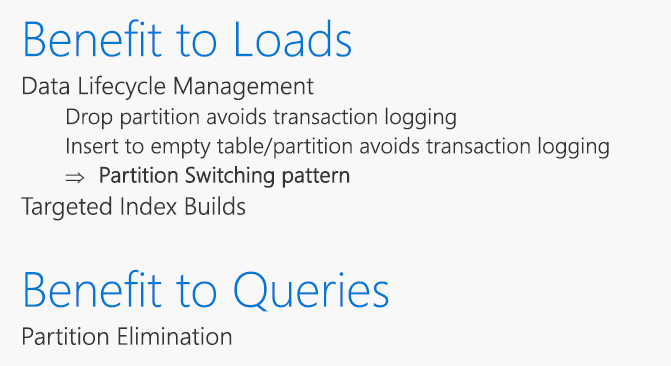 Benefit to Loads
Data Lifecycle Management
Drop partition avoids transaction logging
Insert to empty table/partition avoids transaction logging
⇒ Partition Switching pattern
Targeted Index Builds
Benefit to Queries
Partition Elimination